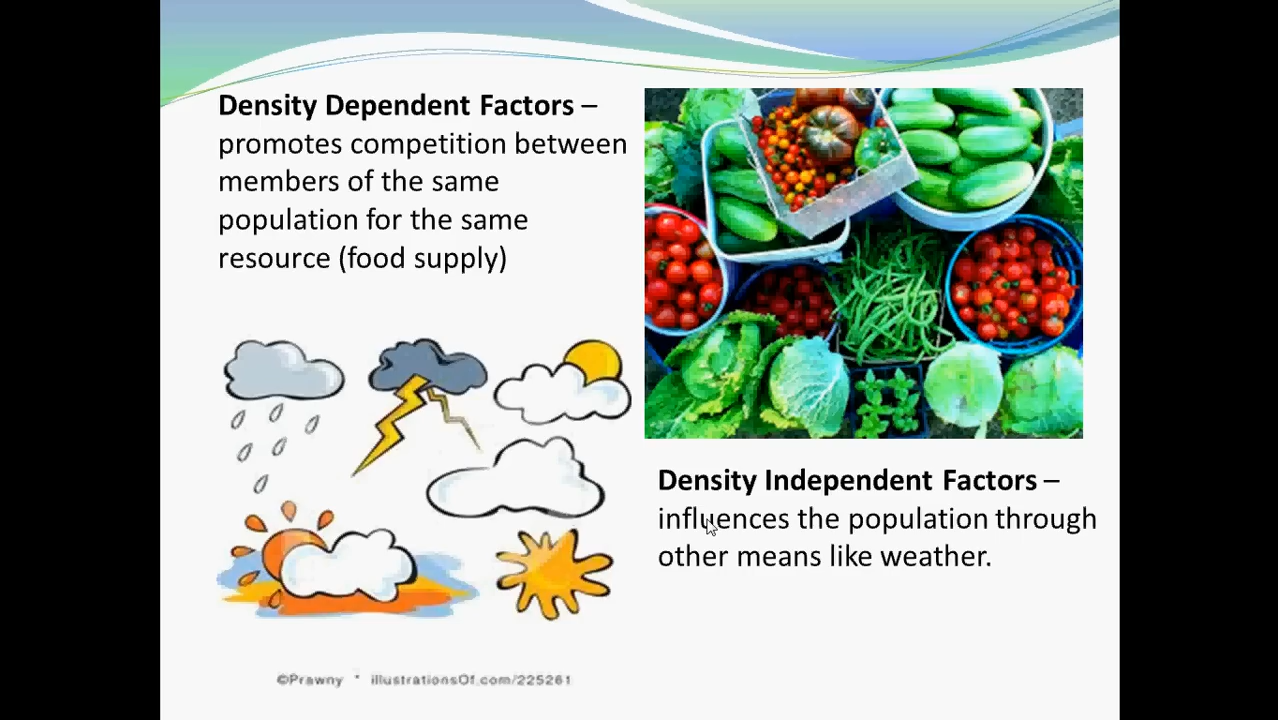 Density Dependent Factors –
promotes competition between
members of the same
population for the same
resource (food supply)
Density Independent Factors –
influences the population through
other means like weather.
©Prawny * illustrationsOf.com/225261